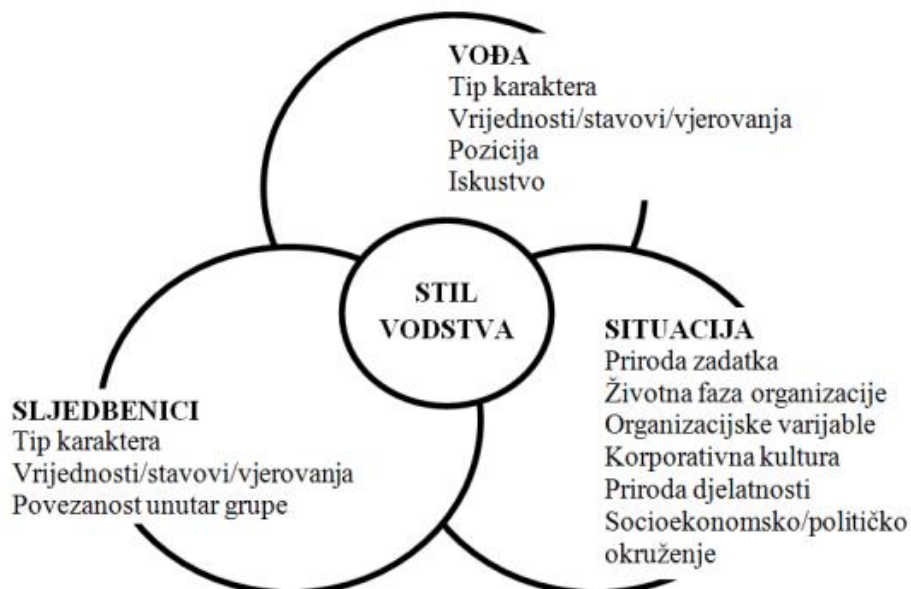 VOĐA
Tip karaktera
Vrijednosti/stavovi/vjerovanja
Pozicija
Iskustvo
STIL
VODSTVA
SITUACIJA
Priroda zadatka
Životna faza organizacije
Organizacijske varijable
Korporativna kultura
Priroda djelatnosti
Socioekonomsko/političko
okruženje
SLJEDBENICI
Tip karaktera
Vrijednosti/stavovi/vjerovanja
Povezanost unutar grupe